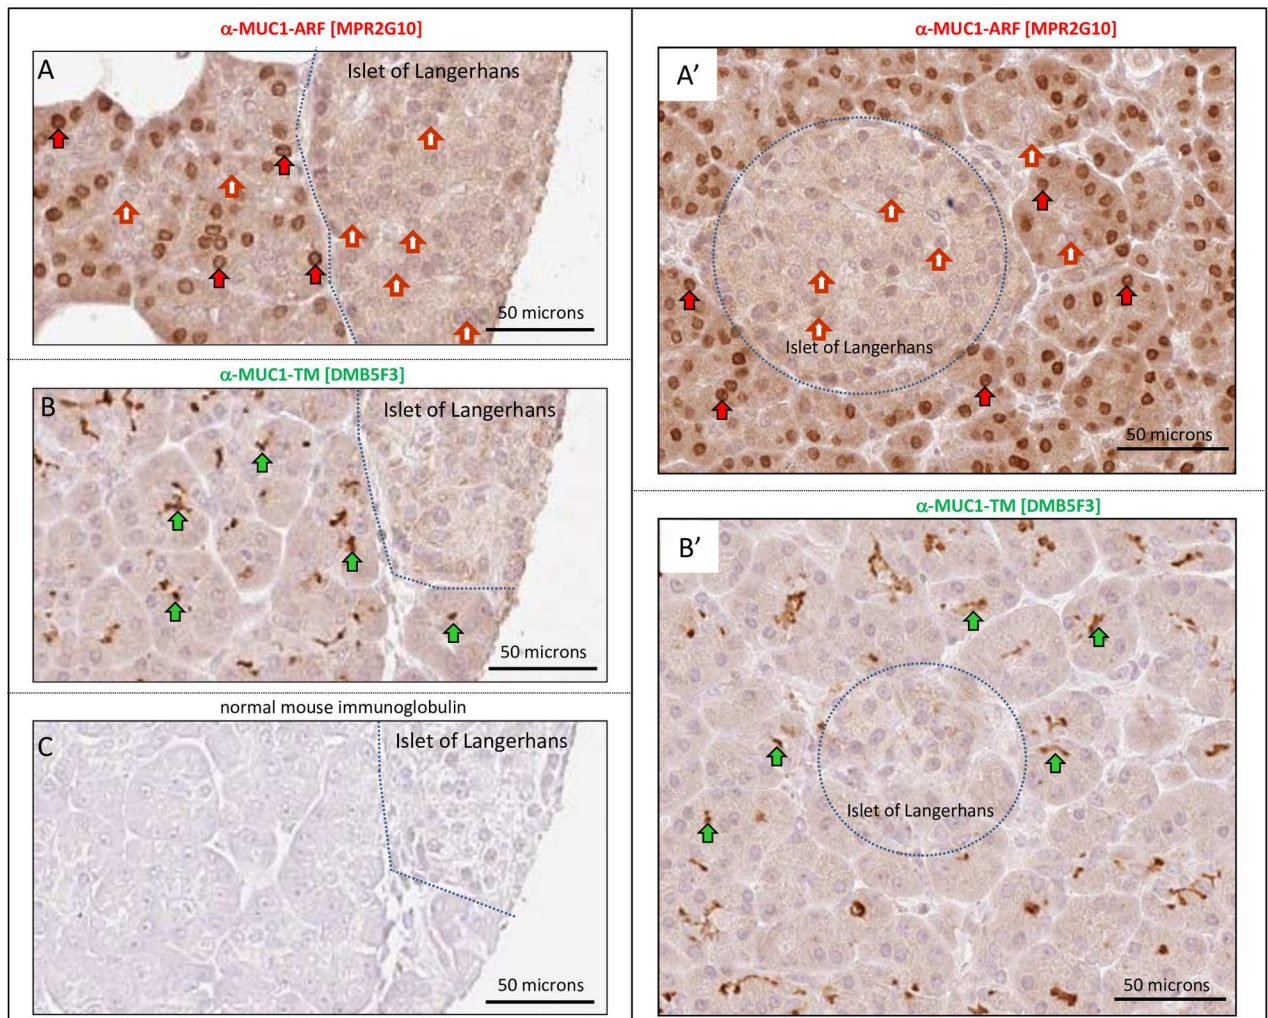 α-MUC1-ARF [MPR2G10]
A
Islet of Langerhans
50 microns
α-MUC1-TM [DMB5F3]
B
Islet of Langerhans
50 microns
normal mouse immunoglobulin
C
Islet of Langerhans
50 microns
α-MUC1-ARF [MPR2G10]
A’
Islet of Langerhans
50 microns
α-MUC1-TM [DMB5F3]
B’
Islet of Langerhans
50 microns